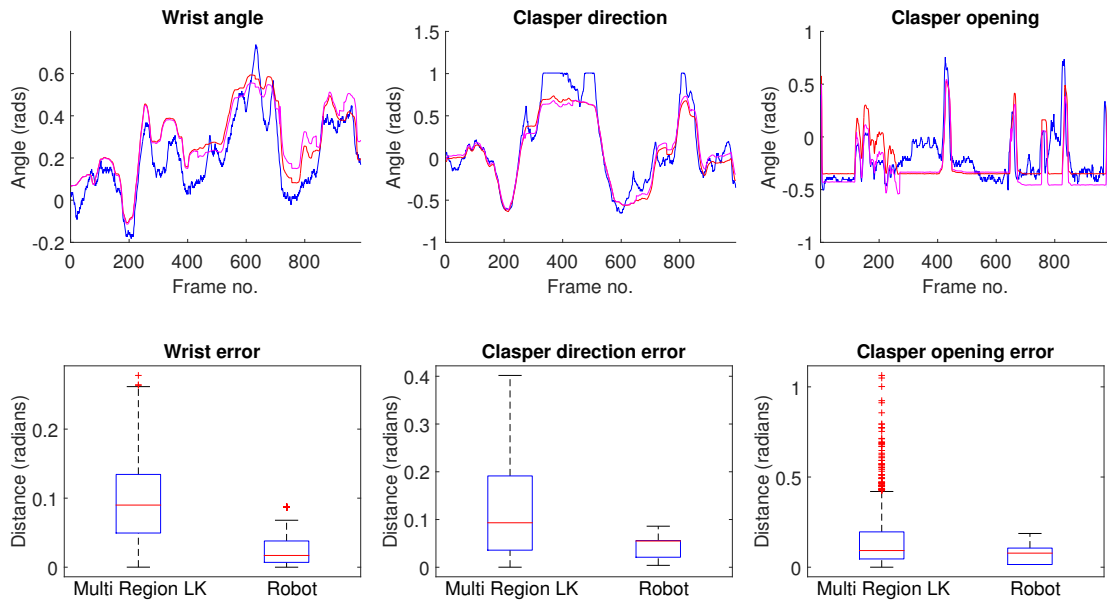 Wrist angle
Angle (rads)
0.6
0.4
0.2
0
-0.2
0 200 400 600 800
Frame no.
Clasper direction
Angle (rads)
1.5
1
0.5
0
-0.5
-1
0 200 400 600 800
Frame no.
Clasper opening
Angle (rads)
1
0.5
0
-0.5
-1
0 200 400 600 800
Frame no.
Wrist error
Distance (radians)
0.2
0.1
0
Multi Region LK Robot
Clasper direction error
Distance (radians)
0.4
0.3
0.2
0.1
0
Multi Region LK Robot
Clasper opening error
Distance (radians)
1
0.5
0
Multi Region LK Robot